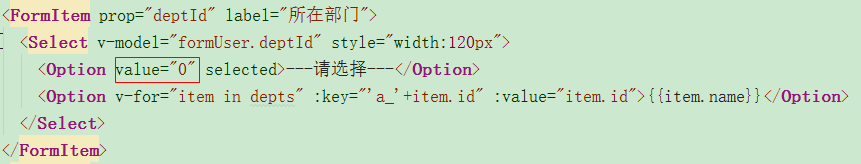 <FormItem prop="deptId" label="所在部门">
<Select v-model="formUser.deptId" style="width:120px">
<Option value="0" selected>---请选择---</Option>
<Option v-for="item in depts" :key="'a_'+item.id" :value="item.id">{{item.name}}</Option>
</Select>
</FormItem>